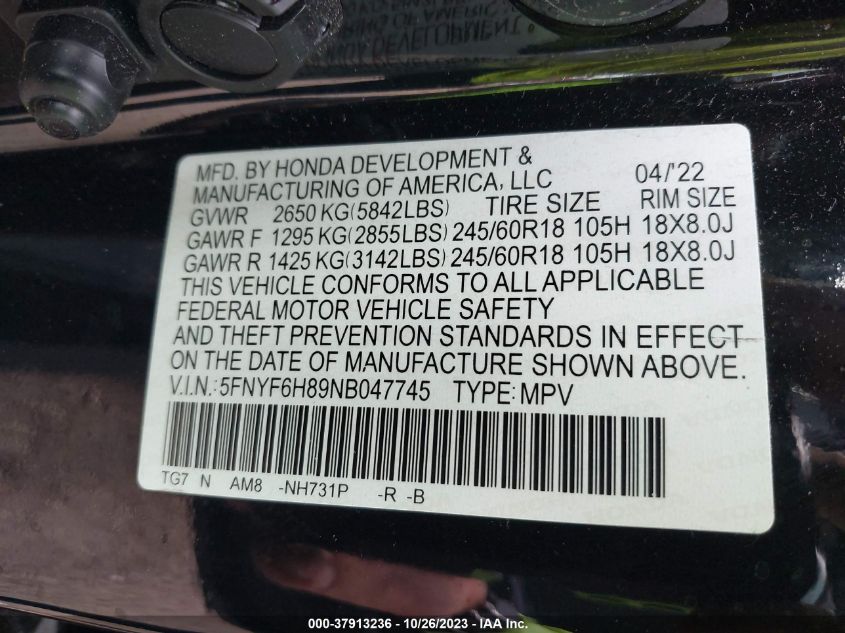 MFD. BY HONDA DEVELOPMENT &
MANUFACTURING OF AMERICA, LLC 04/'22
GVWR 2650 KG(5842LBS) TIRE SIZE RIM SIZE
GAWR F 1295 KG(2855LBS) 245/60R18 105H 18X8.0J
GAWR R 1425 KG(3142LBS) 245/60R18 105H 18X8.0J
THIS VEHICLE CONFORMS TO ALL APPLICABLE
FEDERAL MOTOR VEHICLE SAFETY
AND THEFT PREVENTION STANDARDS IN EFFECT
ON THE DATE OF MANUFACTURE SHOWN ABOVE.
V.I.N.: 5FNYF6H89NB047745 TYPE: MPV
TG7 N AM8 -NH731P -R -B
000-37913236 - 10/26/2023 - IAA Inc.